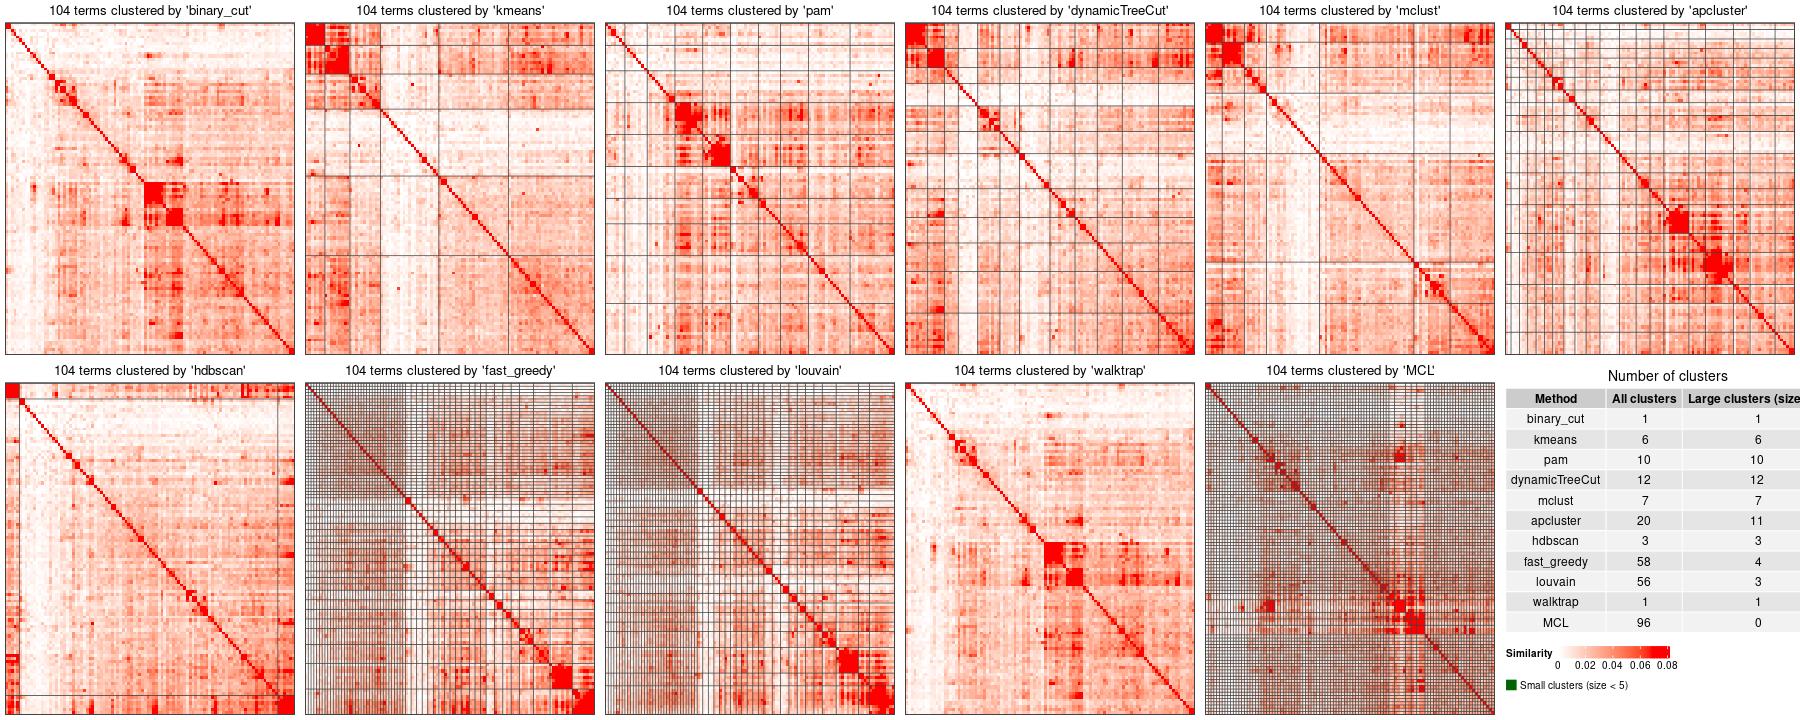 104 terms clustered by 'binary_cut'
104 terms clustered by 'kmeans'
104 terms clustered by 'pam'
104 terms clustered by 'dynamicTreeCut'
104 terms clustered by 'mclust'
104 terms clustered by 'apcluster'
104 terms clustered by 'hdbscan'
104 terms clustered by 'fast_greedy'
104 terms clustered by 'louvain'
104 terms clustered by 'walktrap'
104 terms clustered by 'MCL'
Number of clusters
Method All clusters Large clusters (size
binary_cut 1 1
kmeans 6 6
pam 10 10
dynamicTreeCut 12 12
mclust 7 7
apcluster 20 11
hdbscan 3 3
fast_greedy 58 4
louvain 56 3
walktrap 1 1
MCL 96 0
Similarity
0 0.02 0.04 0.06 0.08
Small clusters (size < 5)